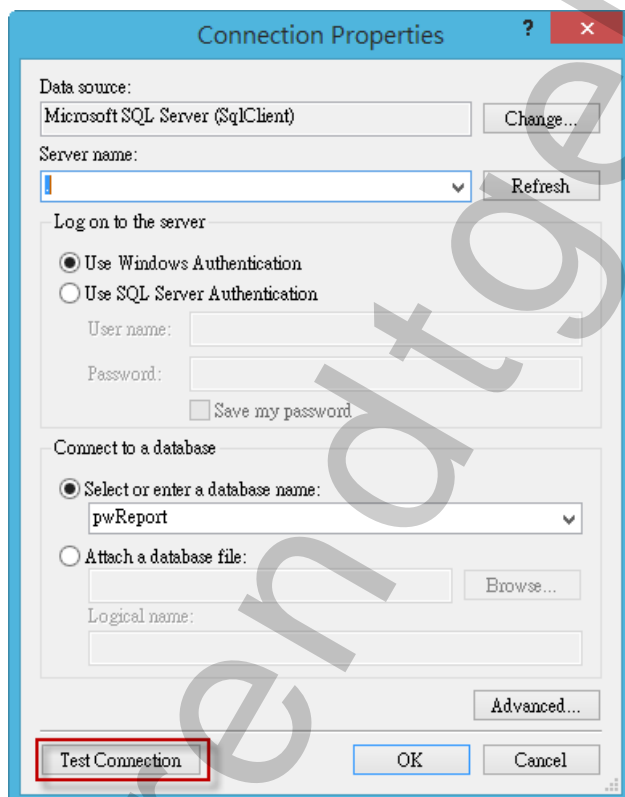 Connection Properties
?
Data source:
Microsoft SQL Server (SqlClient)
Change...
Server name:
.
Refresh
Log on to the server
Use Windows Authentication
Use SQL Server Authentication
User name:
Password:
Save my password
Connect to a database
Select or enter a database name:
pwReport
Attach a database file:
Browse...
Logical name:
Advanced...
Test Connection
OK
Cancel